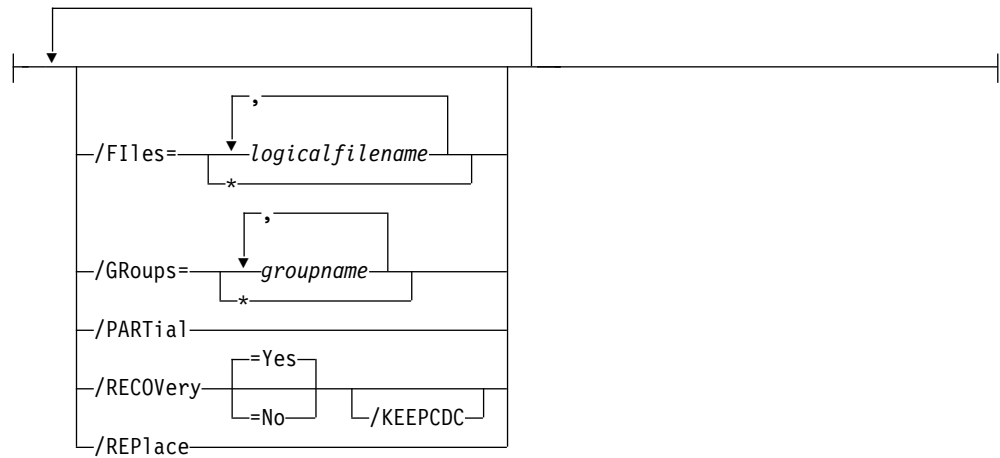 ,
/FIles= logicalfilename
*
,
/GRoups= groupname
*
/PARTial
=Yes
/RECOVery
=No /KEEPCDC
/REPlace